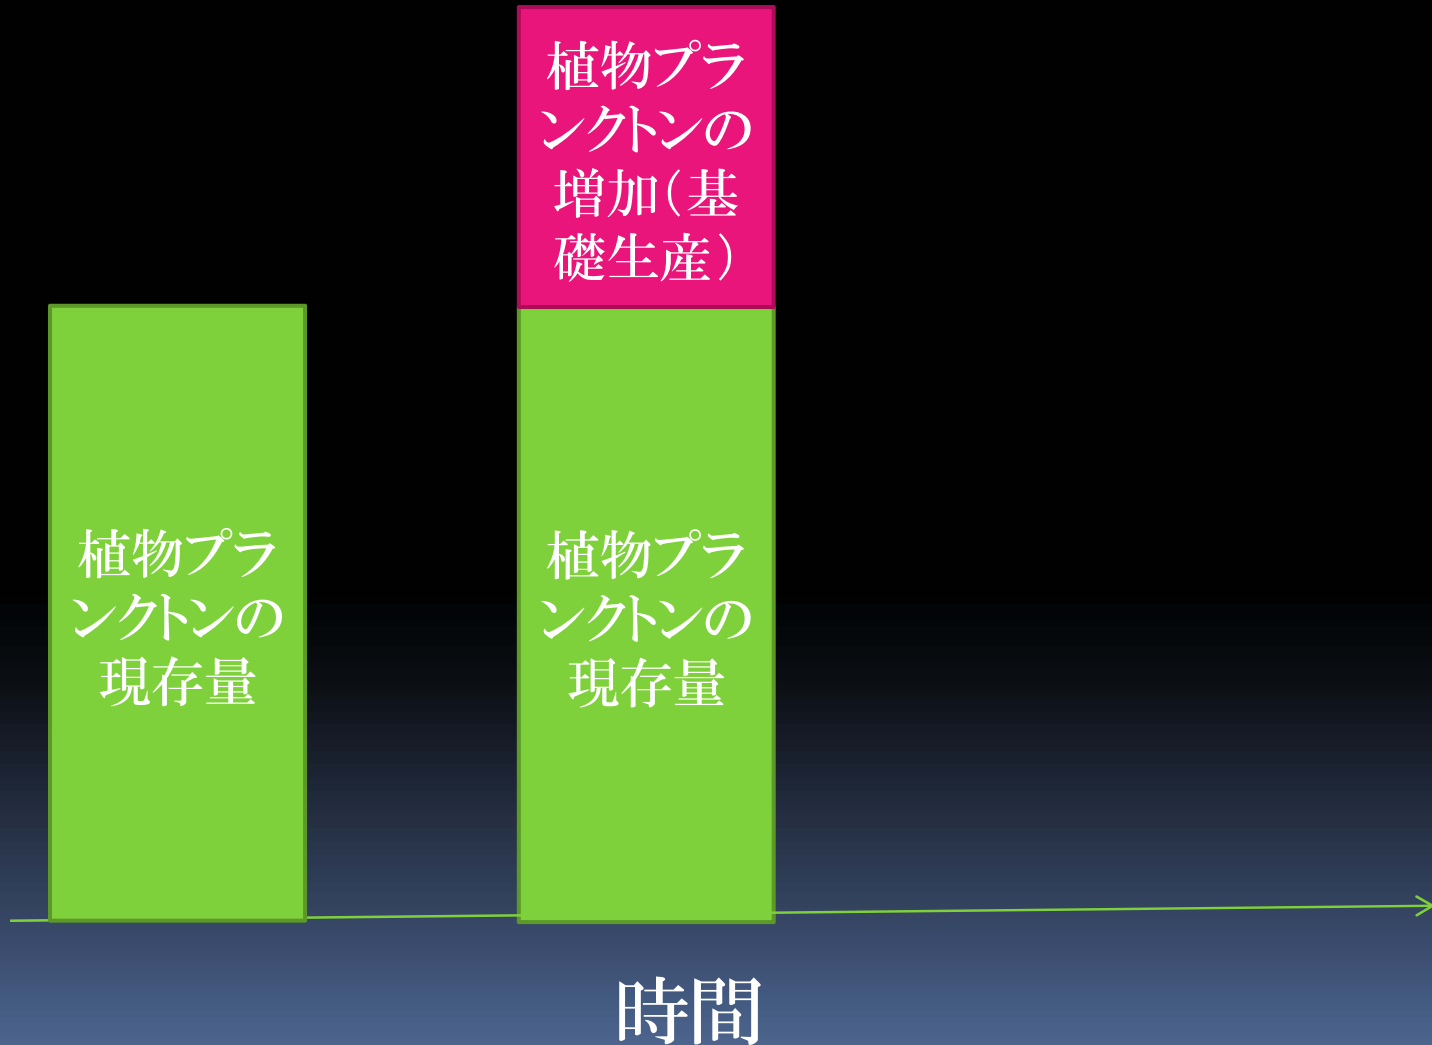 植物プラ
ンクトンの
増加(基
礎生産)
植物プラ
ンクトンの
現存量
植物プラ
ンクトンの
現存量
時間